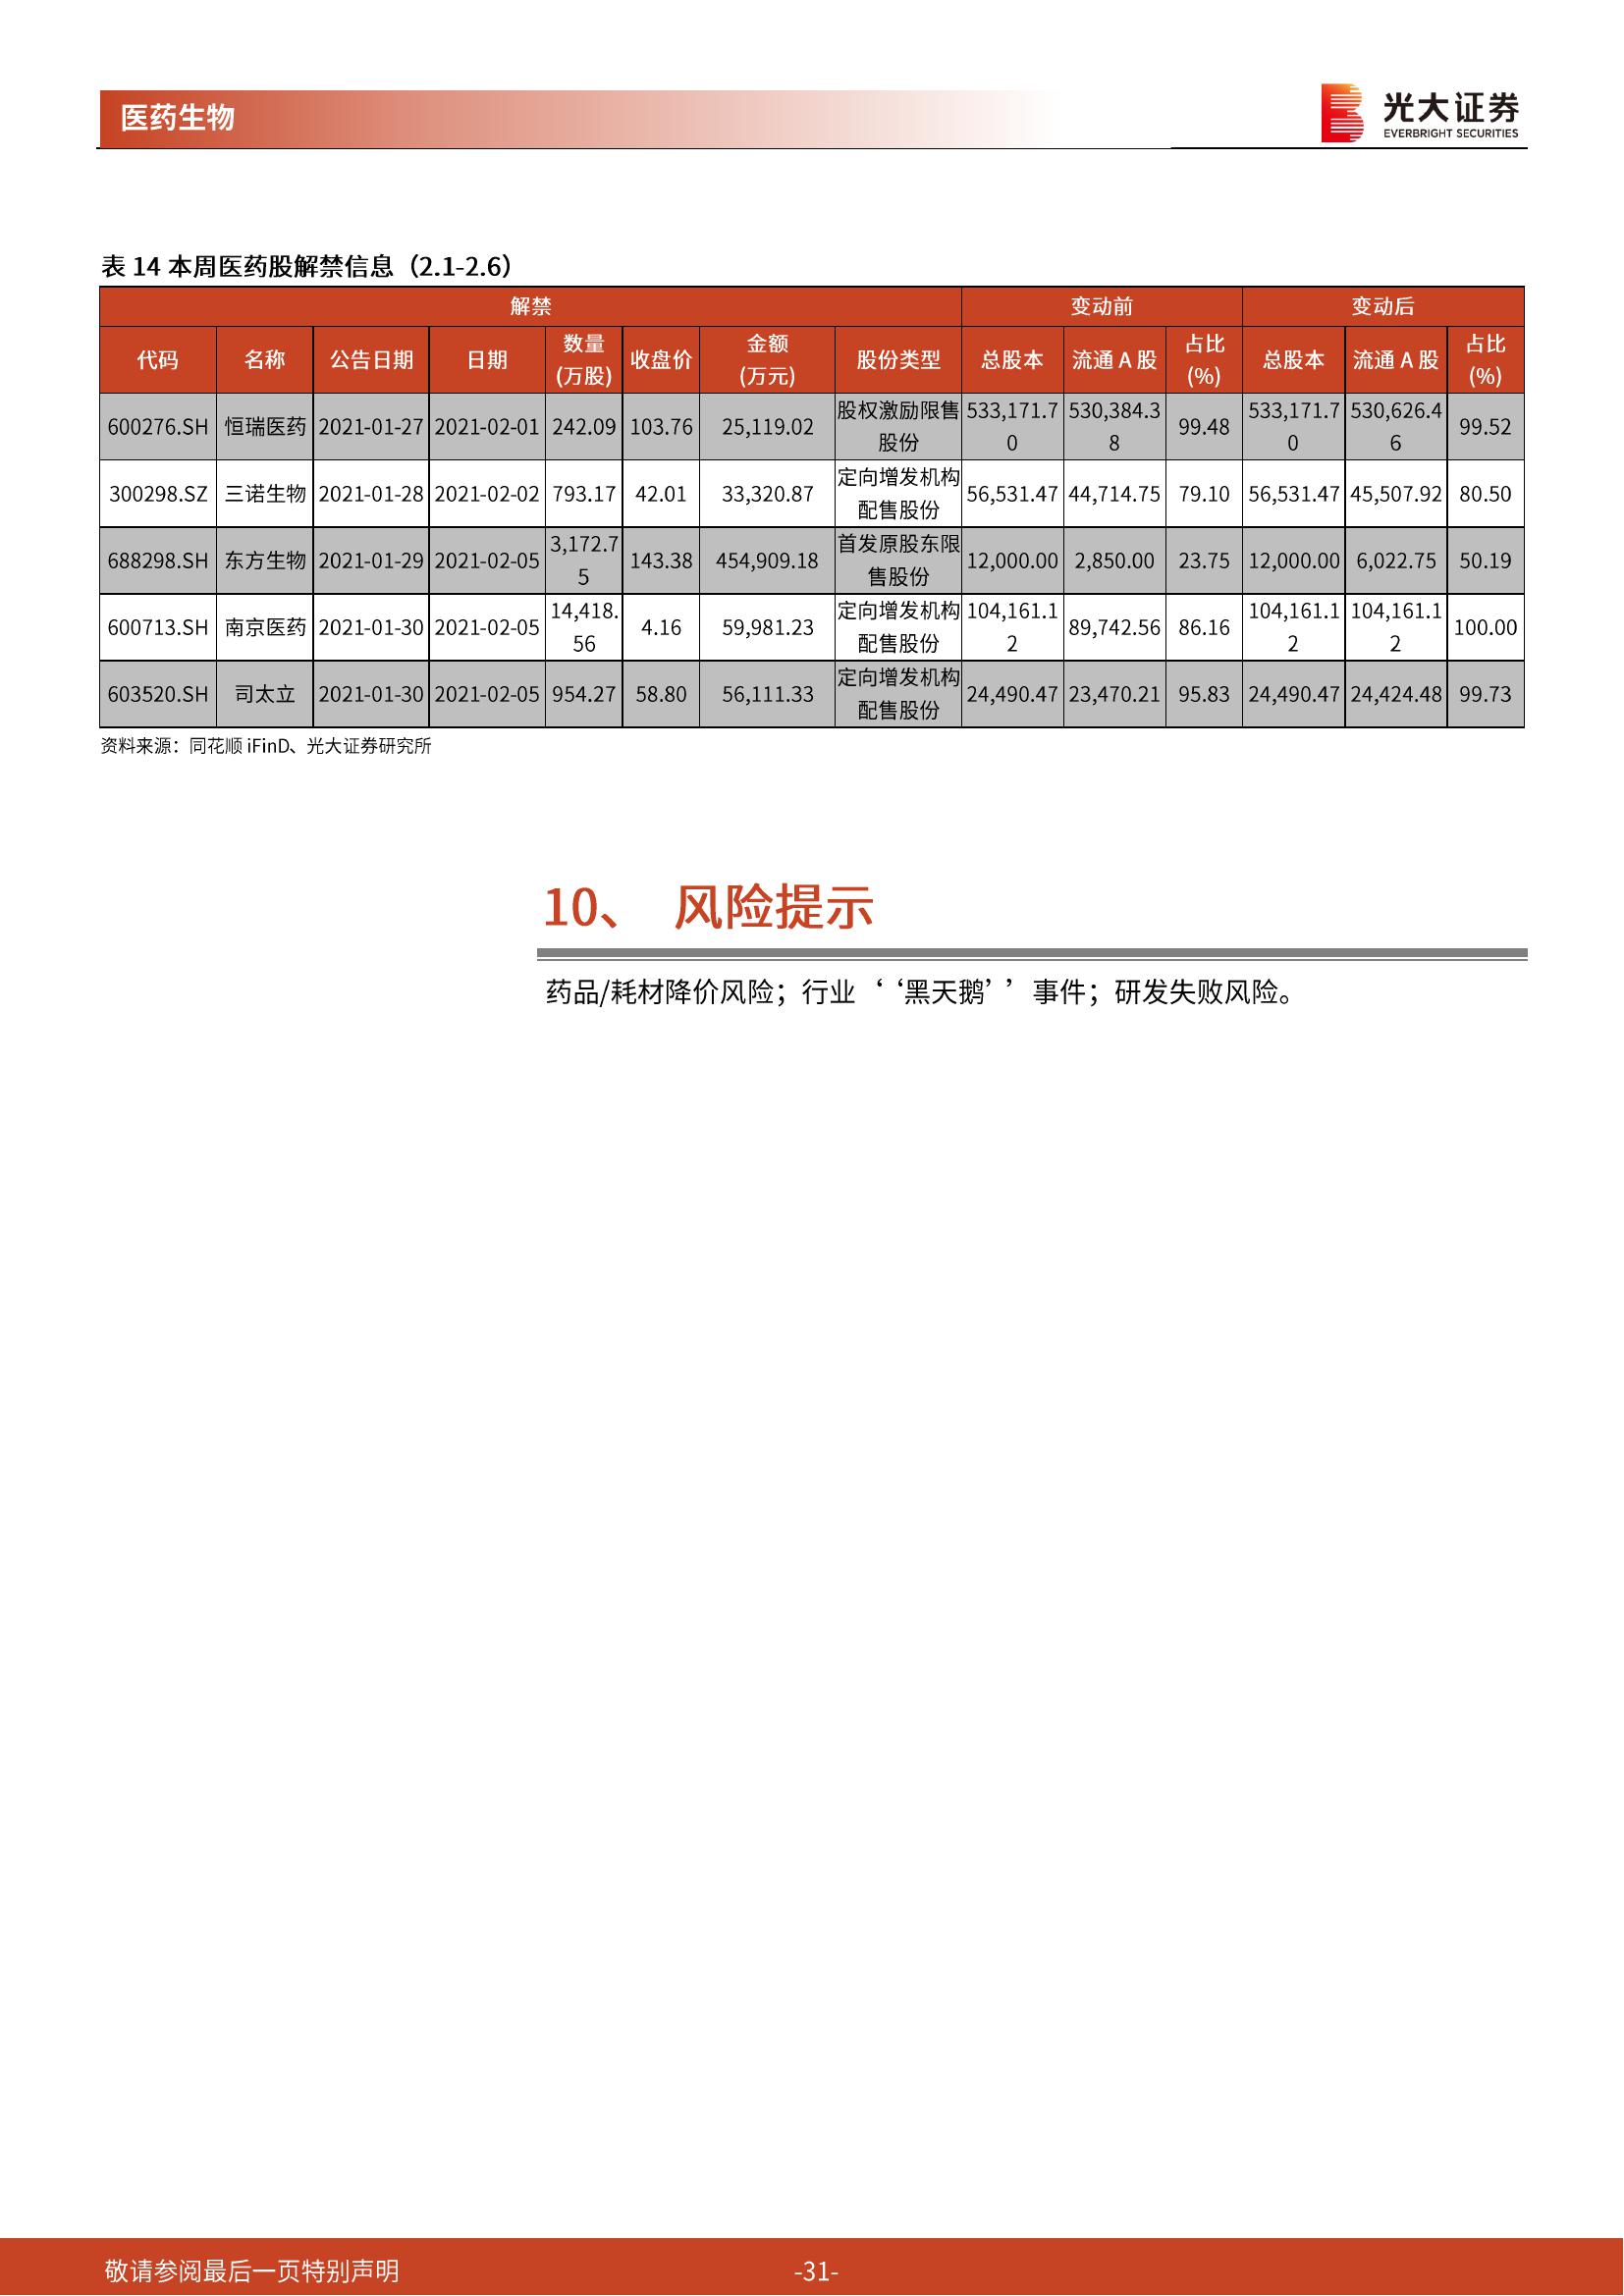 医药生物
光大证券
EVERBRIGHT SECURITIES
表 14 本周医药股解禁信息（2.1-2.6）
解禁 变动前 变动后
代码 名称 公告日期 日期 数量(万股) 收盘价 金额(万元) 股份类型 总股本 流通 A 股 占比(%) 总股本 流通 A 股 占比(%)
600276.SH 恒瑞医药 2021-01-27 2021-02-01 242.09 103.76 25,119.02 股权激励限售股份 533,171.70 530,384.38 99.48 533,171.70 530,626.46 99.52
300298.SZ 三诺生物 2021-01-28 2021-02-02 793.17 42.01 33,320.87 定向增发机构配售股份 56,531.47 44,714.75 79.10 56,531.47 45,507.92 80.50
688298.SH 东方生物 2021-01-29 2021-02-05 3,172.75 143.38 454,909.18 首发原股东限售股份 12,000.00 2,850.00 23.75 12,000.00 6,022.75 50.19
600713.SH 南京医药 2021-01-30 2021-02-05 14,418.56 4.16 59,981.23 定向增发机构配售股份 104,161.12 89,742.56 86.16 104,161.12 104,161.12 100.00
603520.SH 司太立 2021-01-30 2021-02-05 954.27 58.80 56,111.33 定向增发机构配售股份 24,490.47 23,470.21 95.83 24,490.47 24,424.48 99.73
资料来源：同花顺 iFinD、光大证券研究所
10、 风险提示
药品/耗材降价风险；行业‘‘黑天鹅’’事件；研发失败风险。
敬请参阅最后一页特别声明 -31-